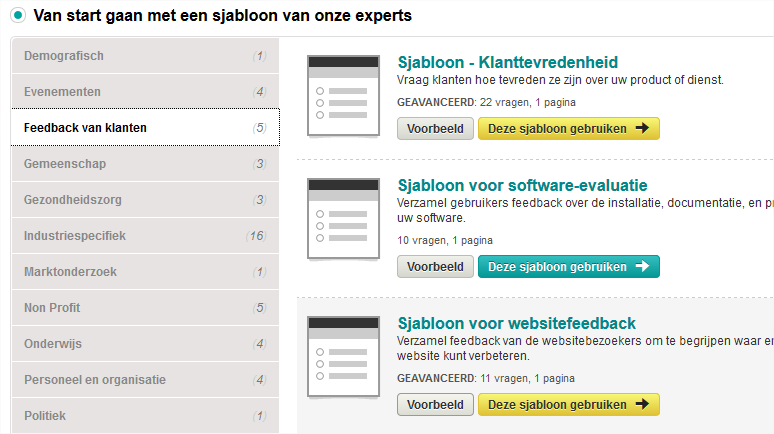 Van start gaan met een sjabloon van onze experts
Demografisch (1)
Evenementen (4)
Feedback van klanten (5)
Gemeenschap (3)
Gezondheidszorg (3)
Industriespecifiek (16)
Marktonderzoek (1)
Non Profit (5)
Onderwijs (4)
Personeel en organisatie (4)
Politiek (1)
Sjabloon - Klanttevredenheid
Vraag klanten hoe tevreden ze zijn over uw product of dienst.
GEAVANCEERD: 22 vragen, 1 pagina
Voorbeeld Deze sjabloon gebruiken
Sjabloon voor software-evaluatie
Verzamel gebruikers feedback over de installatie, documentatie, en
uw software.
10 vragen, 1 pagina
Voorbeeld Deze sjabloon gebruiken
Sjabloon voor websitefeedback
Verzamel feedback van de websitebezoekers om te begrijpen waar
website kunt verbeteren.
GEAVANCEERD: 11 vragen, 1 pagina
Voorbeeld Deze sjabloon gebruiken